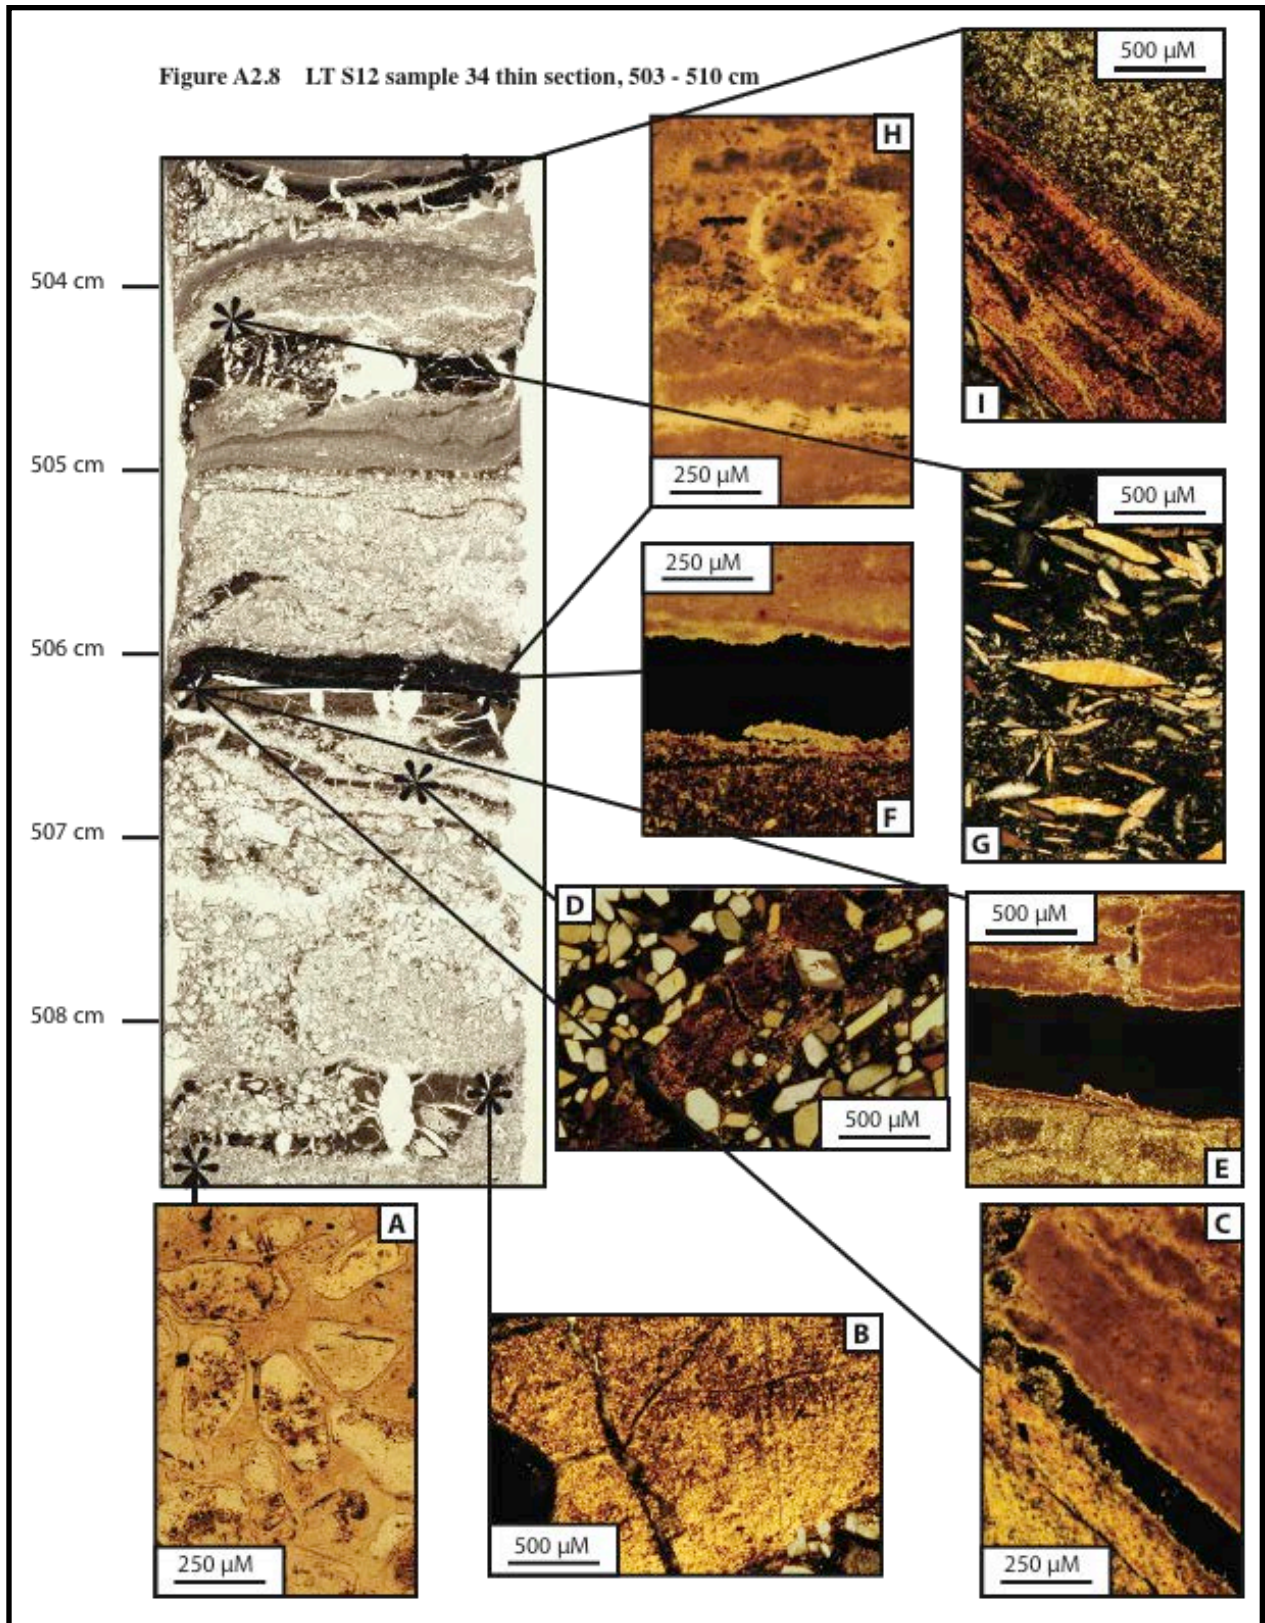 Figure A2.8 LT S12 sample 34 thin section, 503 - 510 cm
500 µM
H
504 cm
I
505 cm
250 µM
500 µM
250 µM
506 cm
F
G
507 cm
D
500 µM
508 cm
500 µM
E
A
C
B
250 µM
500 µM
250 µM